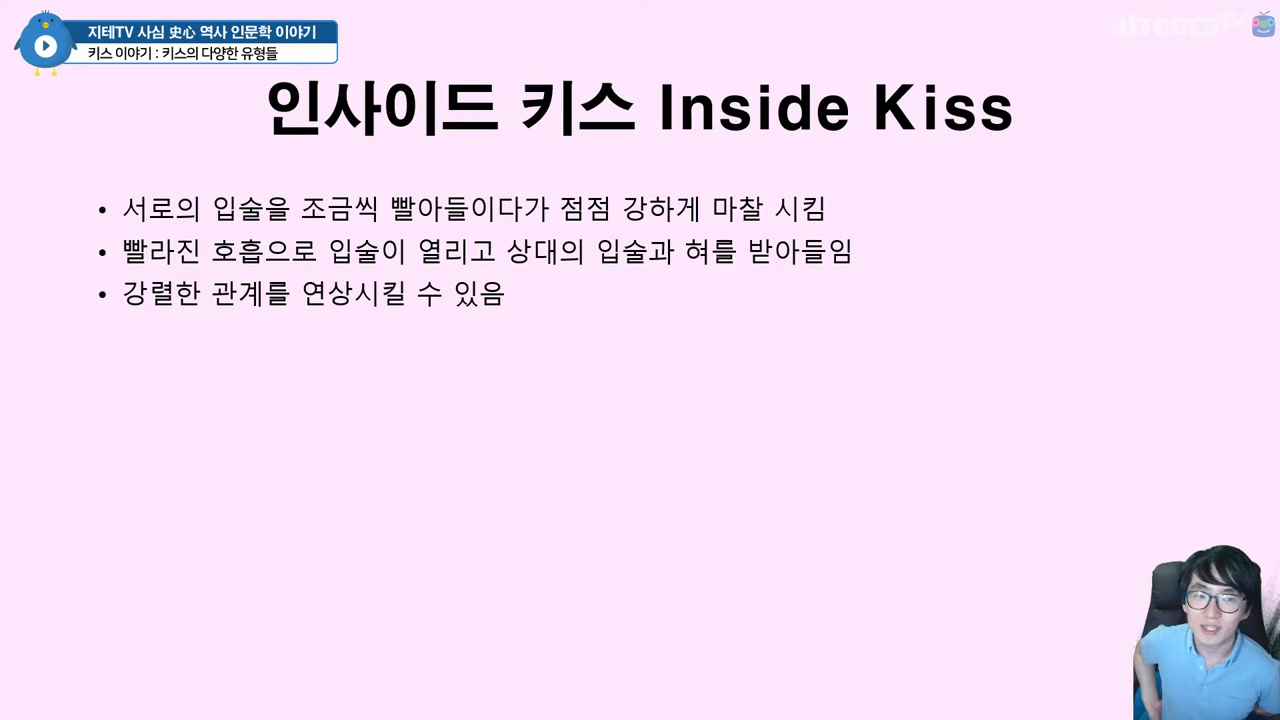 지테TV 사심 史心 역사 인문학 이야기
키스 이야기 : 키스의 다양한 유형들
afreecaTV
인사이드 키스 Inside Kiss
• 서로의 입술을 조금씩 빨아들이다가 점점 강하게 마찰 시킴
• 빨라진 호흡으로 입술이 열리고 상대의 입술과 혀를 받아들임
• 강렬한 관계를 연상시킬 수 있음